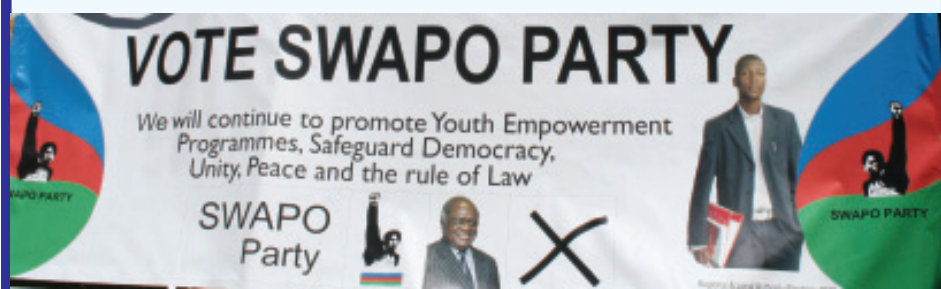 VOTE SWAPO PARTY
We will continue to promote Youth Empowerment
Programmes, Safeguard Democracy,
Unity, Peace and the rule of Law
SWAPO
Party
SWAPO PARTY
SWAPO PARTY